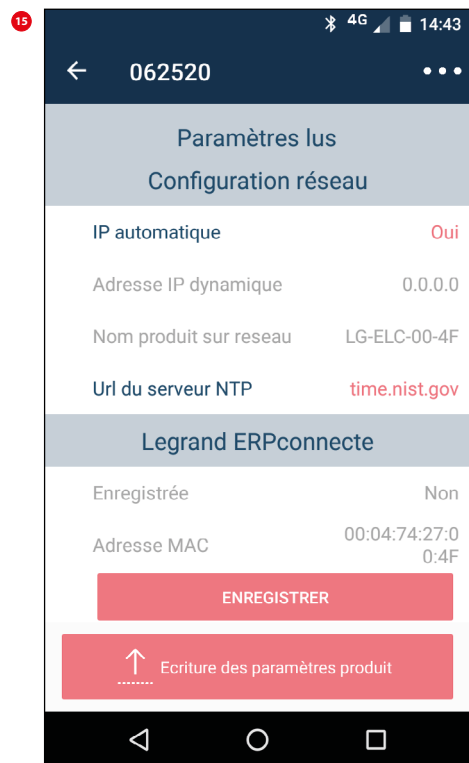 15
4G 14:43
062520
Paramètres lus
Configuration réseau
IP automatique Oui
Adresse IP dynamique 0.0.0.0
Nom produit sur reseau LG-ELC-00-4F
Url du serveur NTP time.nist.gov
Legrand ERPconnecte
Enregistrée Non
Adresse MAC 00:04:74:27:0
0:4F
ENREGISTRER
Ecriture des paramètres produit